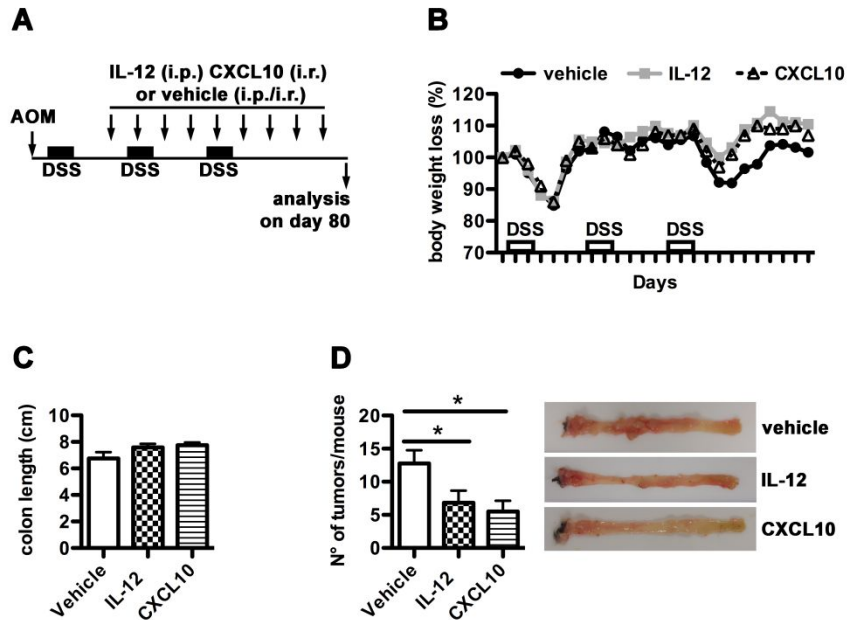 A
IL-12 (i.p.) CXCL10 (i.r.)
or vehicle (i.p./i.r.)
AOM
DSS
DSS
DSS
analysis
on day 80
B
vehicle
IL-12
CXCL10
body weight loss (%)
120
110
100
90
80
70
DSS
DSS
DSS
Days
C
colon length (cm)
10
8
6
4
2
0
Vehicle
IL-12
CXCL10
D
N° of tumors/mouse
20
15
10
5
0
*
*
Vehicle
IL-12
CXCL10
vehicle
IL-12
CXCL10